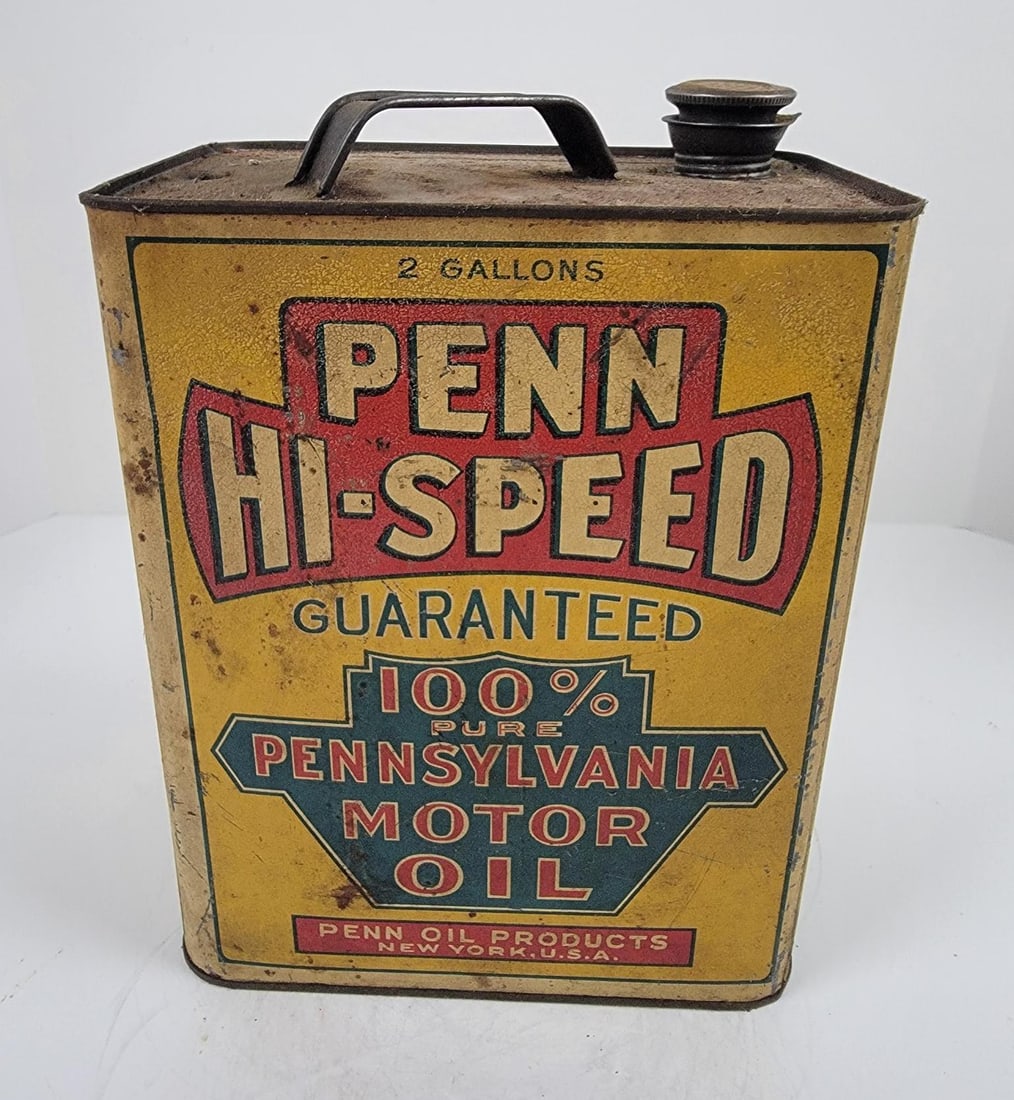 2 GALLONS
PENN
HI-SPEED
GUARANTEED
100%
PURE
PENNSYLVANIA
MOTOR
OIL
PENN OIL PRODUCTS
NEW YORK, U.S.A.